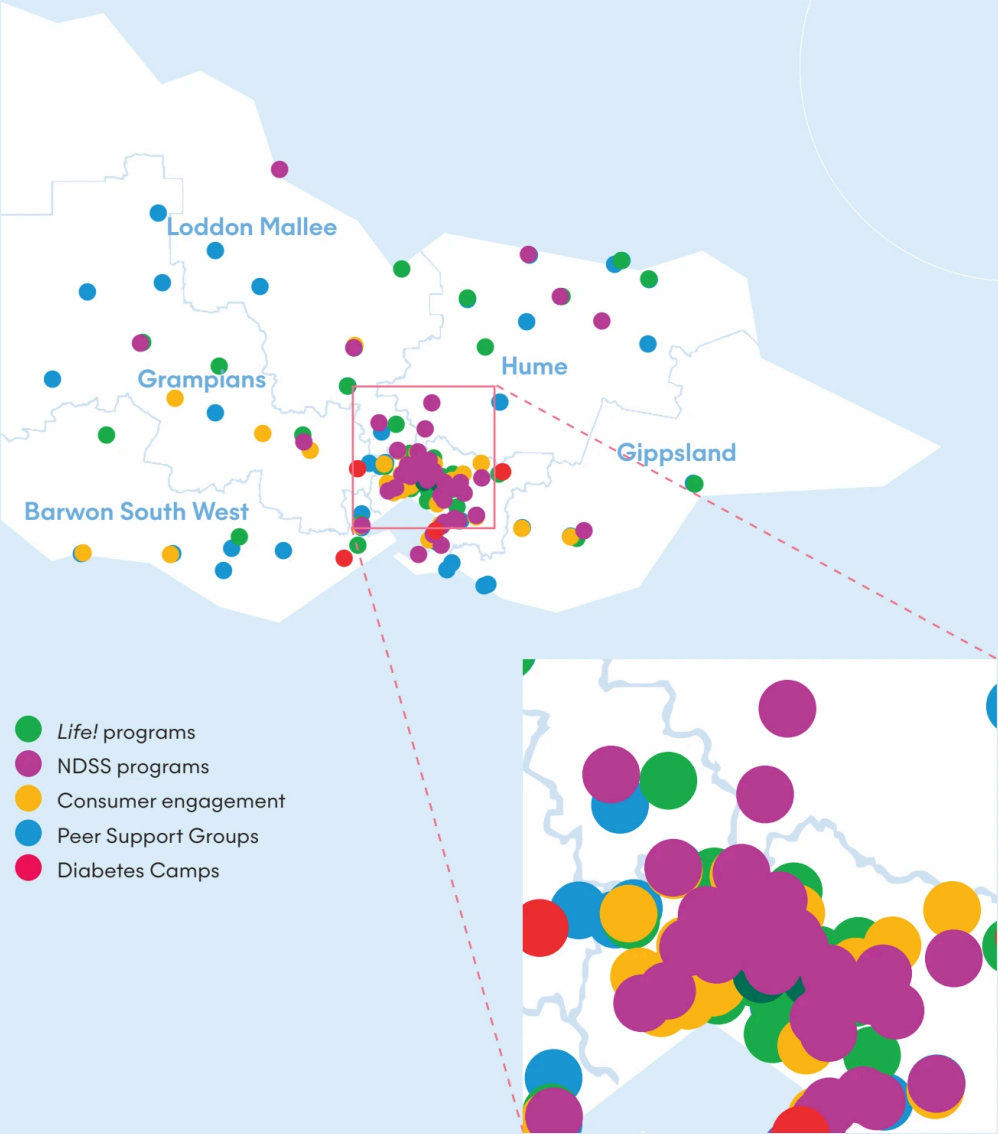 Loddon Mallee
Hume
Grampians
Gippsland
Barwon South West
Life! programs
NDSS programs
Consumer engagement
Peer Support Groups
Diabetes Camps